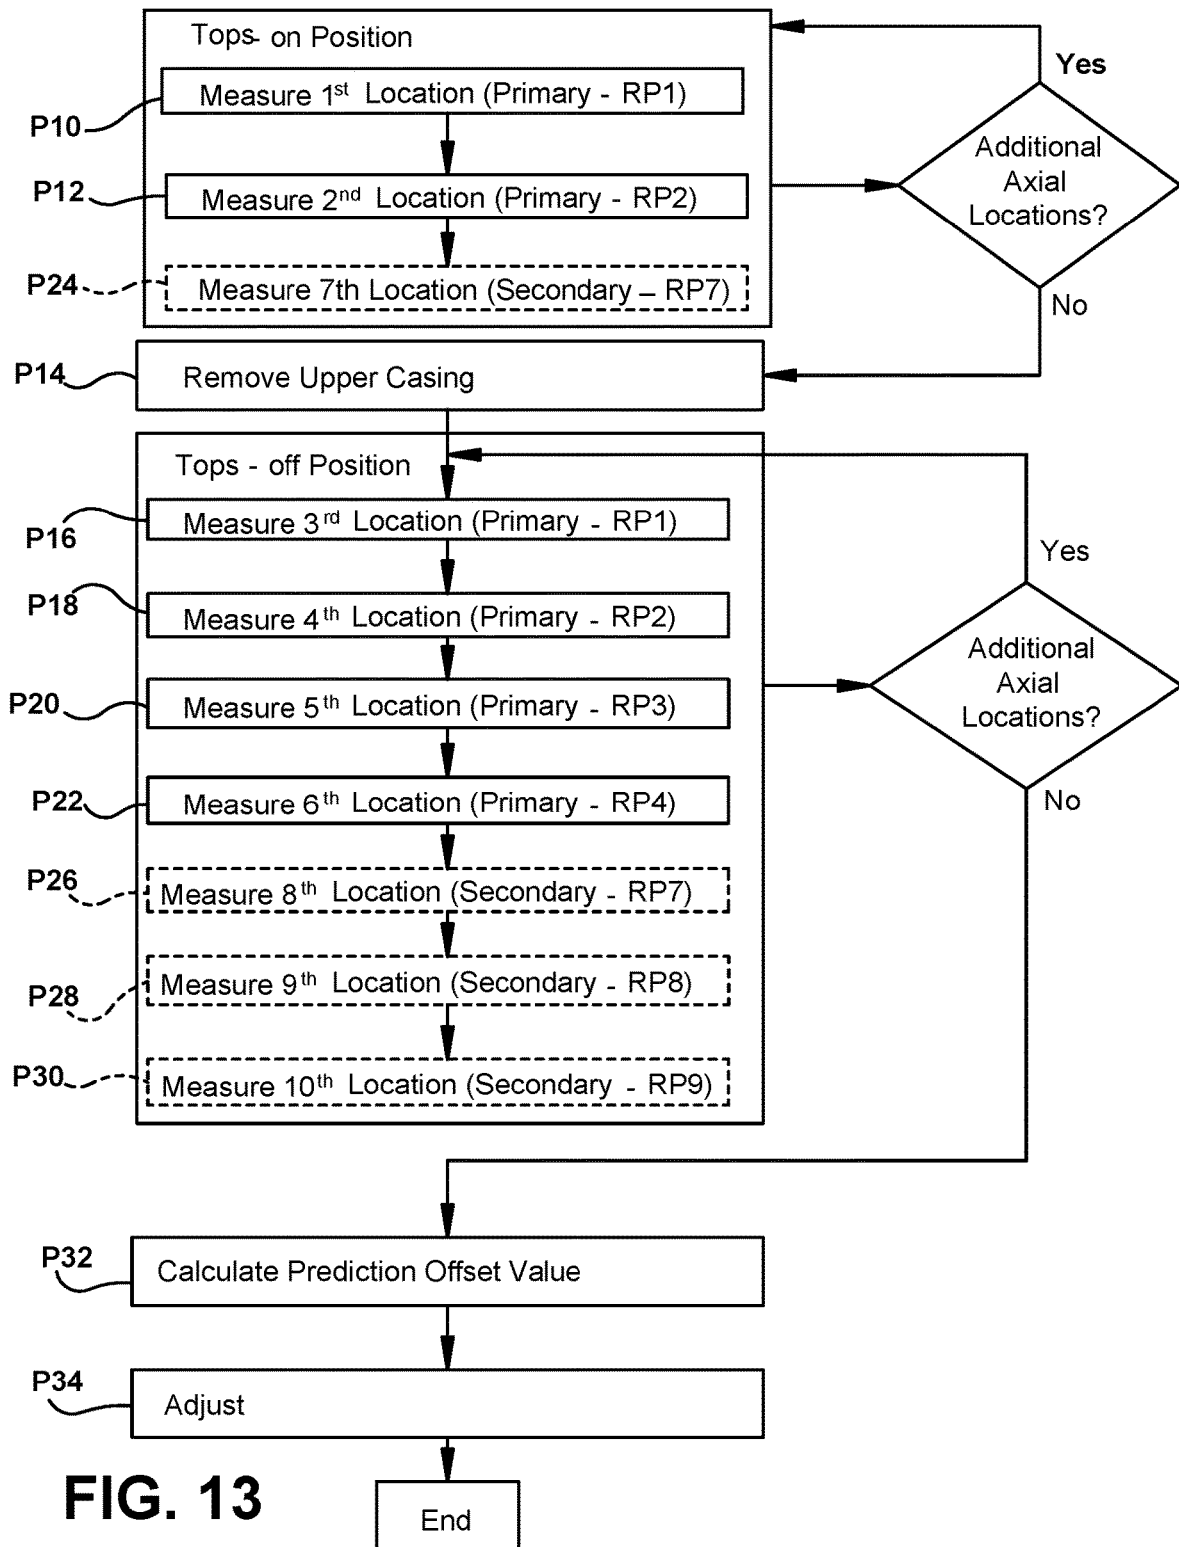 Tops- on Position
P10
Measure 1st Location (Primary - RP1)
P12
Measure 2nd Location (Primary - RP2)
P24
Measure 7th Location (Secondary – RP7)
Yes
Additional
Axial
Locations?
No
P14
Remove Upper Casing
Tops - off Position
P16
Measure 3rd Location (Primary - RP1)
P18
Measure 4th Location (Primary - RP2)
P20
Measure 5th Location (Primary - RP3)
P22
Measure 6th Location (Primary - RP4)
P26
Measure 8th Location (Secondary - RP7)
P28
Measure 9th Location (Secondary - RP8)
P30
Measure 10th Location (Secondary - RP9)
Yes
Additional
Axial
Locations?
No
P32
Calculate Prediction Offset Value
P34
Adjust
End
FIG. 13